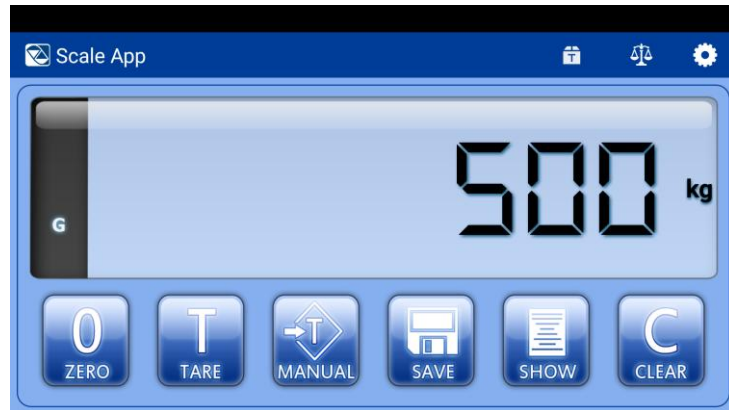 Scale App
T
500 kg
G
0 T T C
ZERO TARE MANUAL SAVE SHOW CLEAR